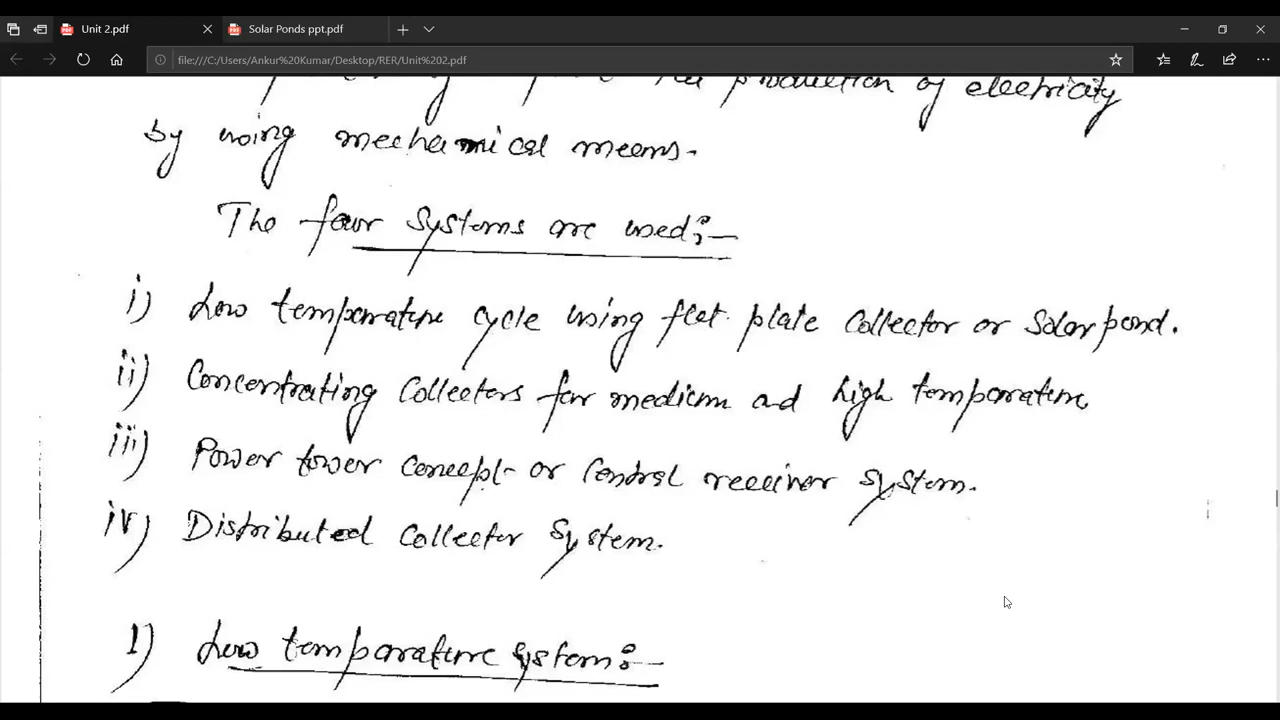 Unit 2.pdf
Solar Ponds ppt.pdf
file:///C:/Users/Ankur%20Kumar/Desktop/RER/Unit%202.pdf
production of electricity
by using mechanical means.
The four systems are used:-
i) Low temperature cycle using flat plate collector or Solar pond.
ii) Concentrating Collectors for medium and high temperature
iii) Power tower concept or Central receiver system.
iv) Distributed Collector System.
1) Low temperature system:-